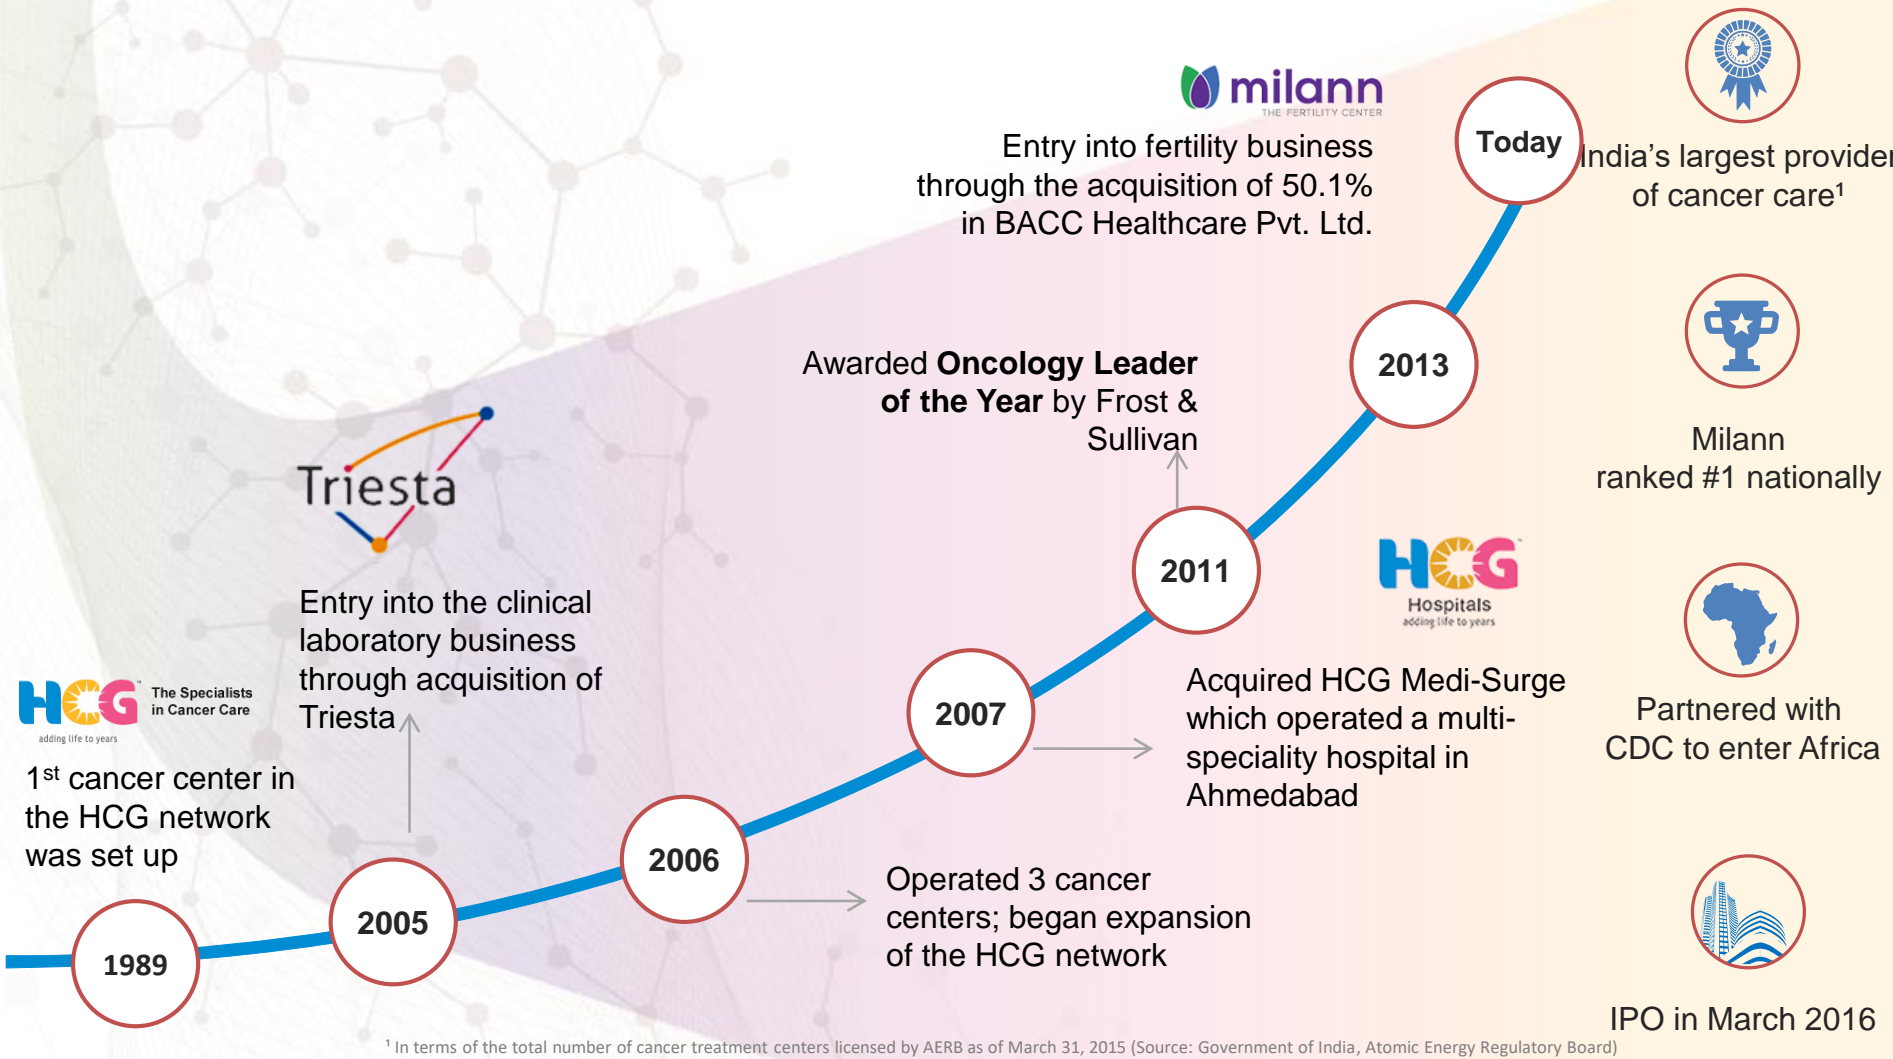 HCG™
The Specialists
in Cancer Care
adding life to years
1st cancer center in
the HCG network
was set up
1989
Triesta
Entry into the clinical
laboratory business
through acquisition of
Triesta
2005
2006
Operated 3 cancer
centers; began expansion
of the HCG network
2007
HCG™
Hospitals
adding life to years
Acquired HCG Medi-Surge
which operated a multi-
speciality hospital in
Ahmedabad
Awarded Oncology Leader
of the Year by Frost &
Sullivan
2011
milann
THE FERTILITY CENTER
Entry into fertility business
through the acquisition of 50.1%
in BACC Healthcare Pvt. Ltd.
2013
Today
India's largest provider
of cancer care¹
Milann
ranked #1 nationally
Partnered with
CDC to enter Africa
IPO in March 2016
¹ In terms of the total number of cancer treatment centers licensed by AERB as of March 31, 2015 (Source: Government of India, Atomic Energy Regulatory Board)